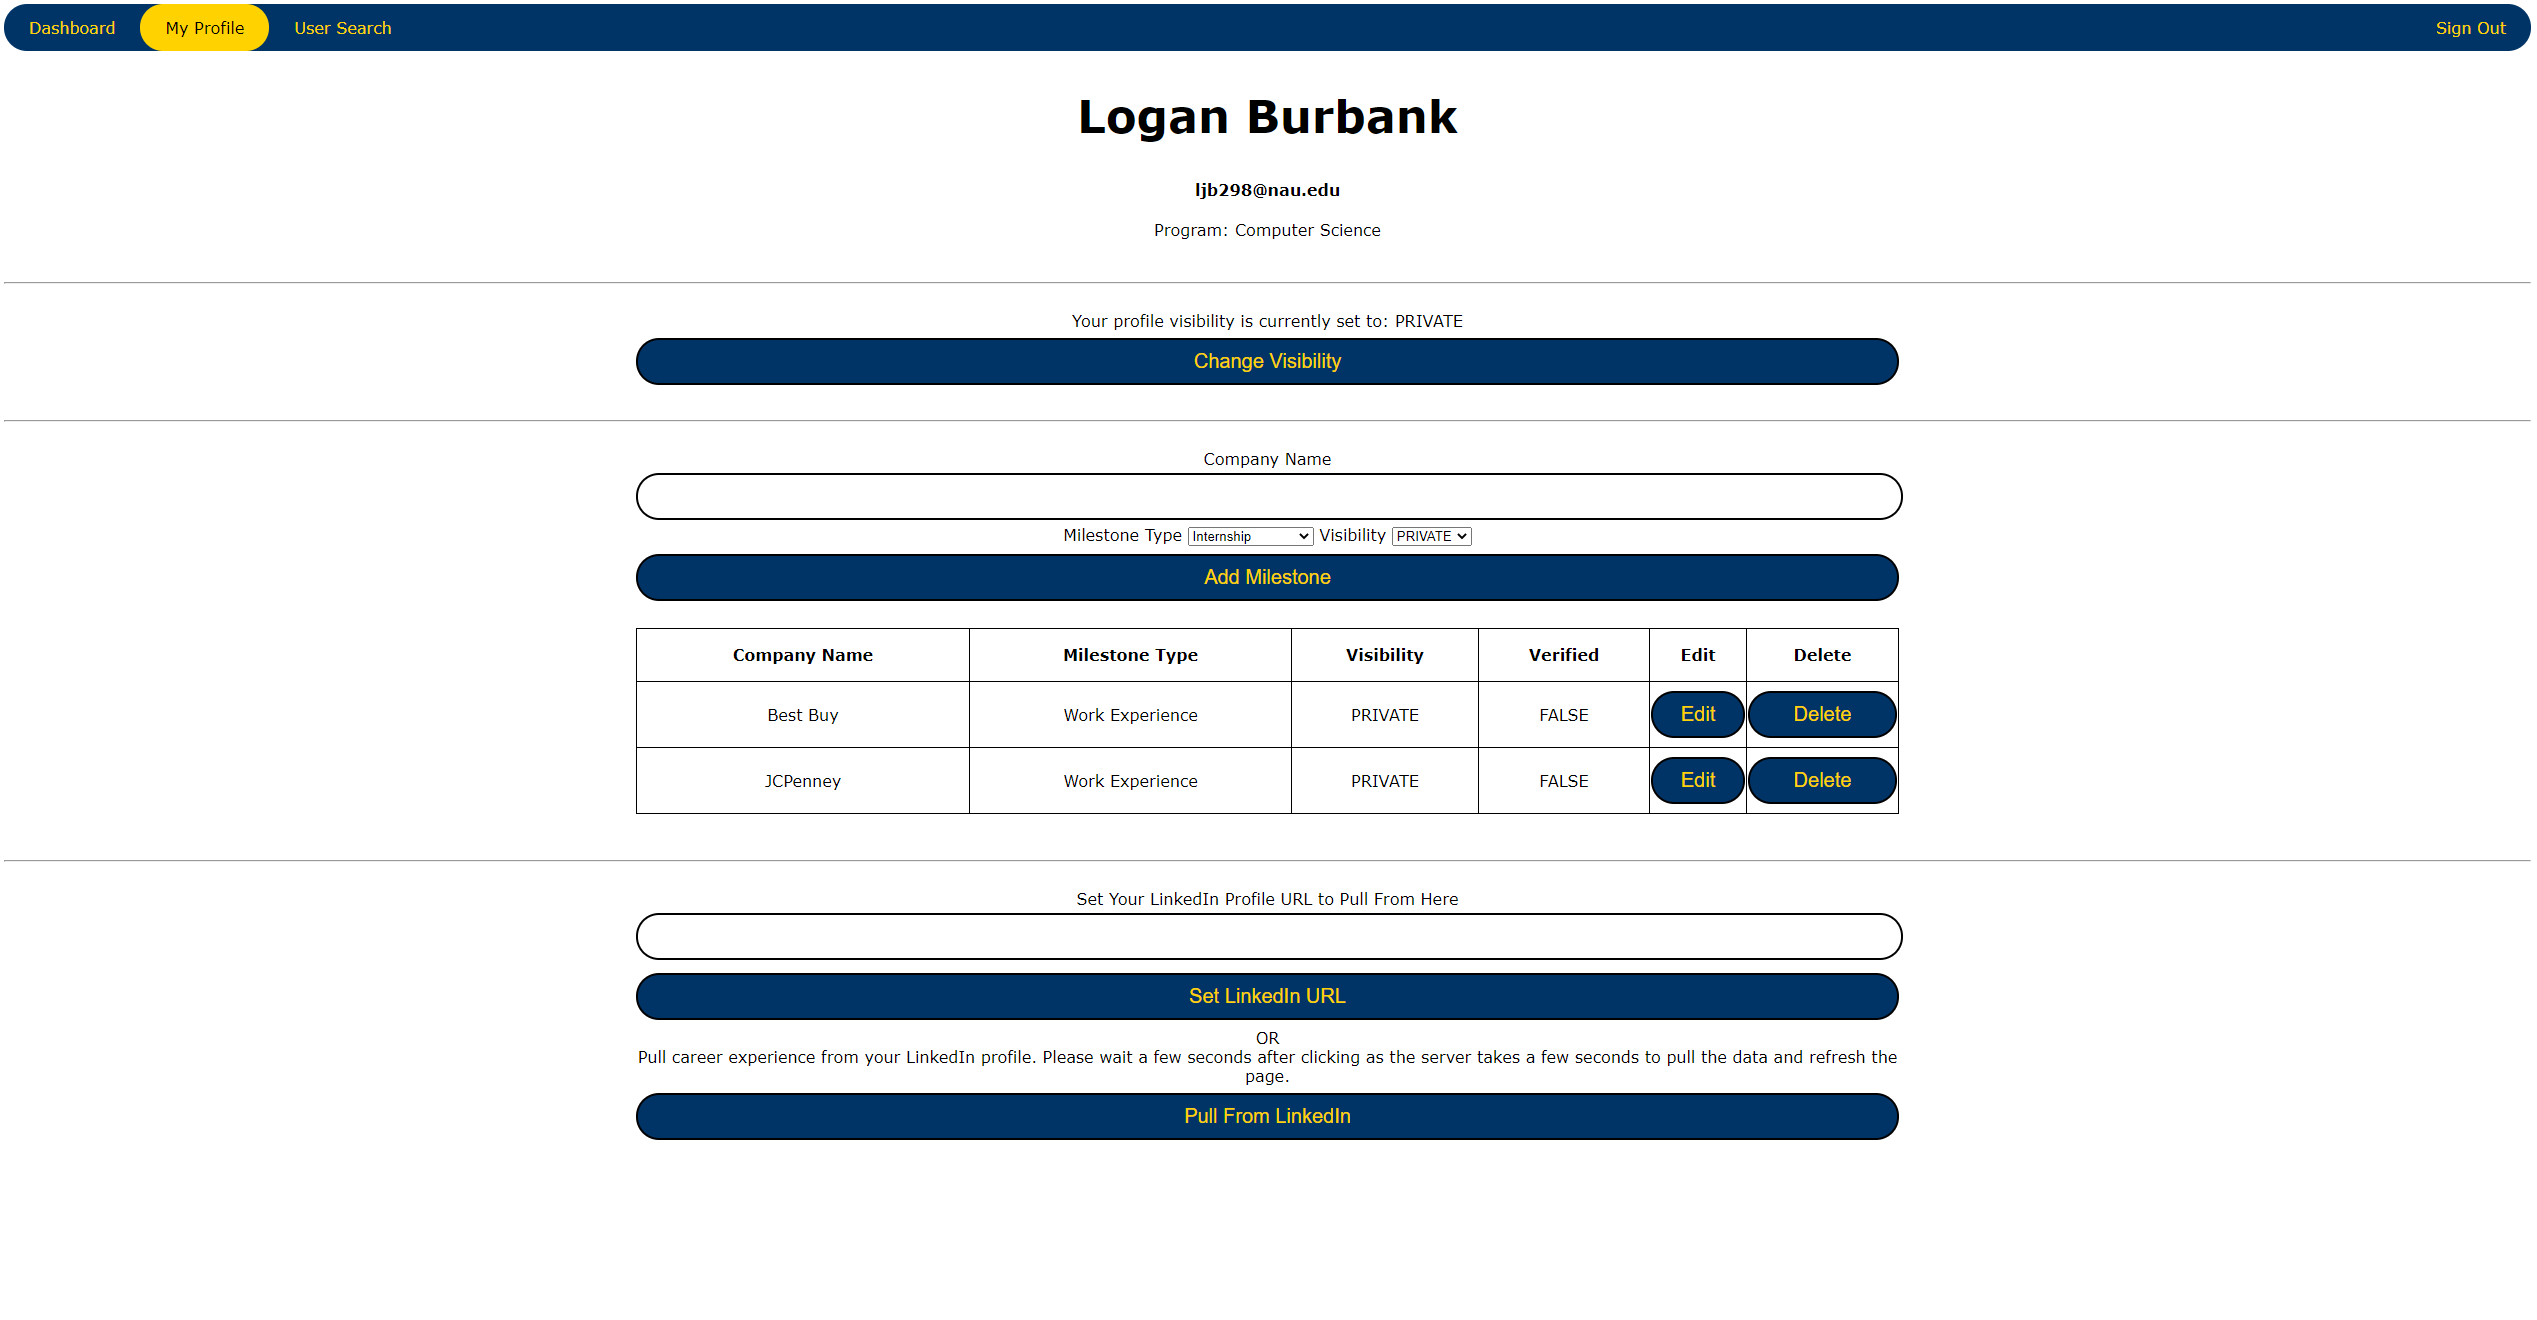 Dashboard My Profile User Search Sign Out
Logan Burbank
ljb298@nau.edu
Program: Computer Science
Your profile visibility is currently set to: PRIVATE
Change Visibility
Company Name
Milestone Type Internship Visibility PRIVATE
Add Milestone
Company Name Milestone Type Visibility Verified Edit Delete
Best Buy Work Experience PRIVATE FALSE Edit Delete
JCPenney Work Experience PRIVATE FALSE Edit Delete
Set Your LinkedIn Profile URL to Pull From Here
Set LinkedIn URL
OR
Pull career experience from your LinkedIn profile. Please wait a few seconds after clicking as the server takes a few seconds to pull the data and refresh the
page.
Pull From LinkedIn